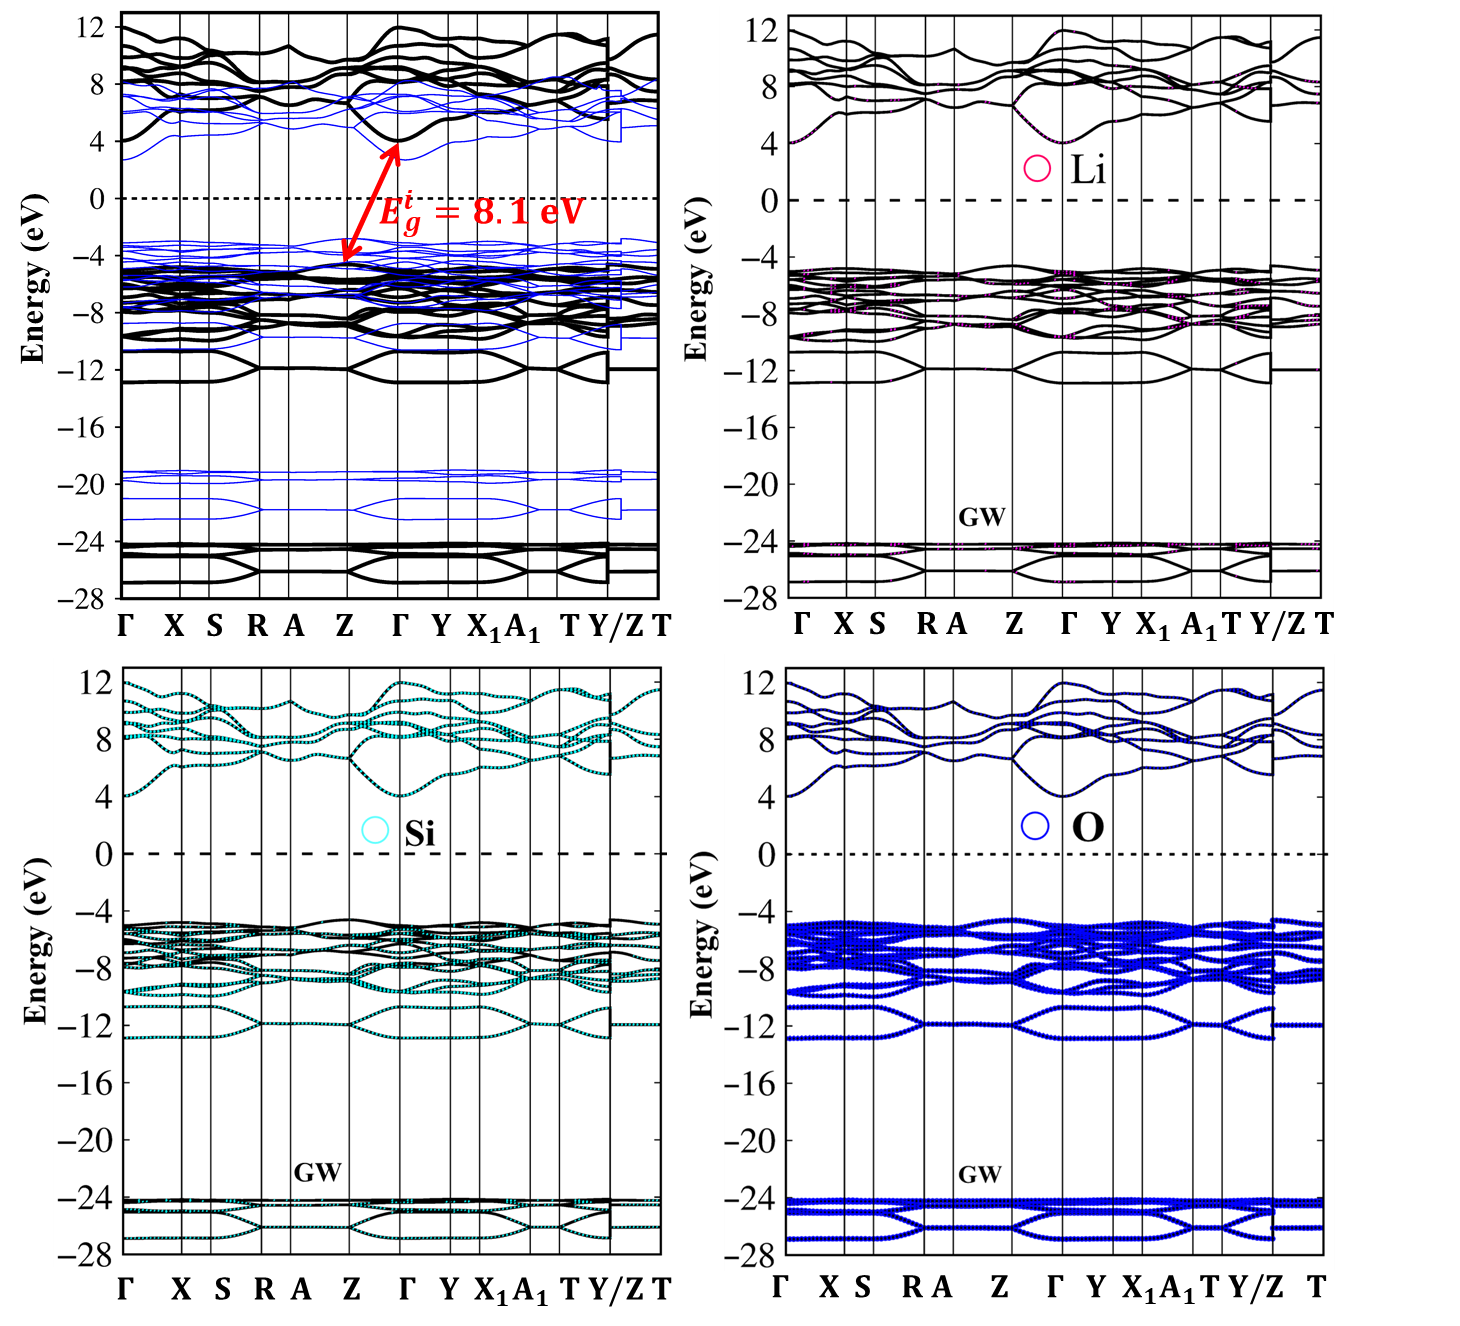 12
8
4
0
−4
−8
−12
−16
−20
−24
−28
Energy (eV)
E_g^i = 8.1 eV
Γ X S R A Z Γ Y X₁ A₁ T Y/Z T
12
8
4
0
−4
−8
−12
−16
−20
−24
−28
Energy (eV)
Li
GW
Γ X S R A Z Γ Y X₁ A₁ T Y/Z T
12
8
4
0
−4
−8
−12
−16
−20
−24
−28
Energy (eV)
Si
GW
Γ X S R A Z Γ Y X₁ A₁ T Y/Z T
12
8
4
0
−4
−8
−12
−16
−20
−24
−28
Energy (eV)
O
GW
Γ X S R A Z Γ Y X₁ A₁ T Y/Z T